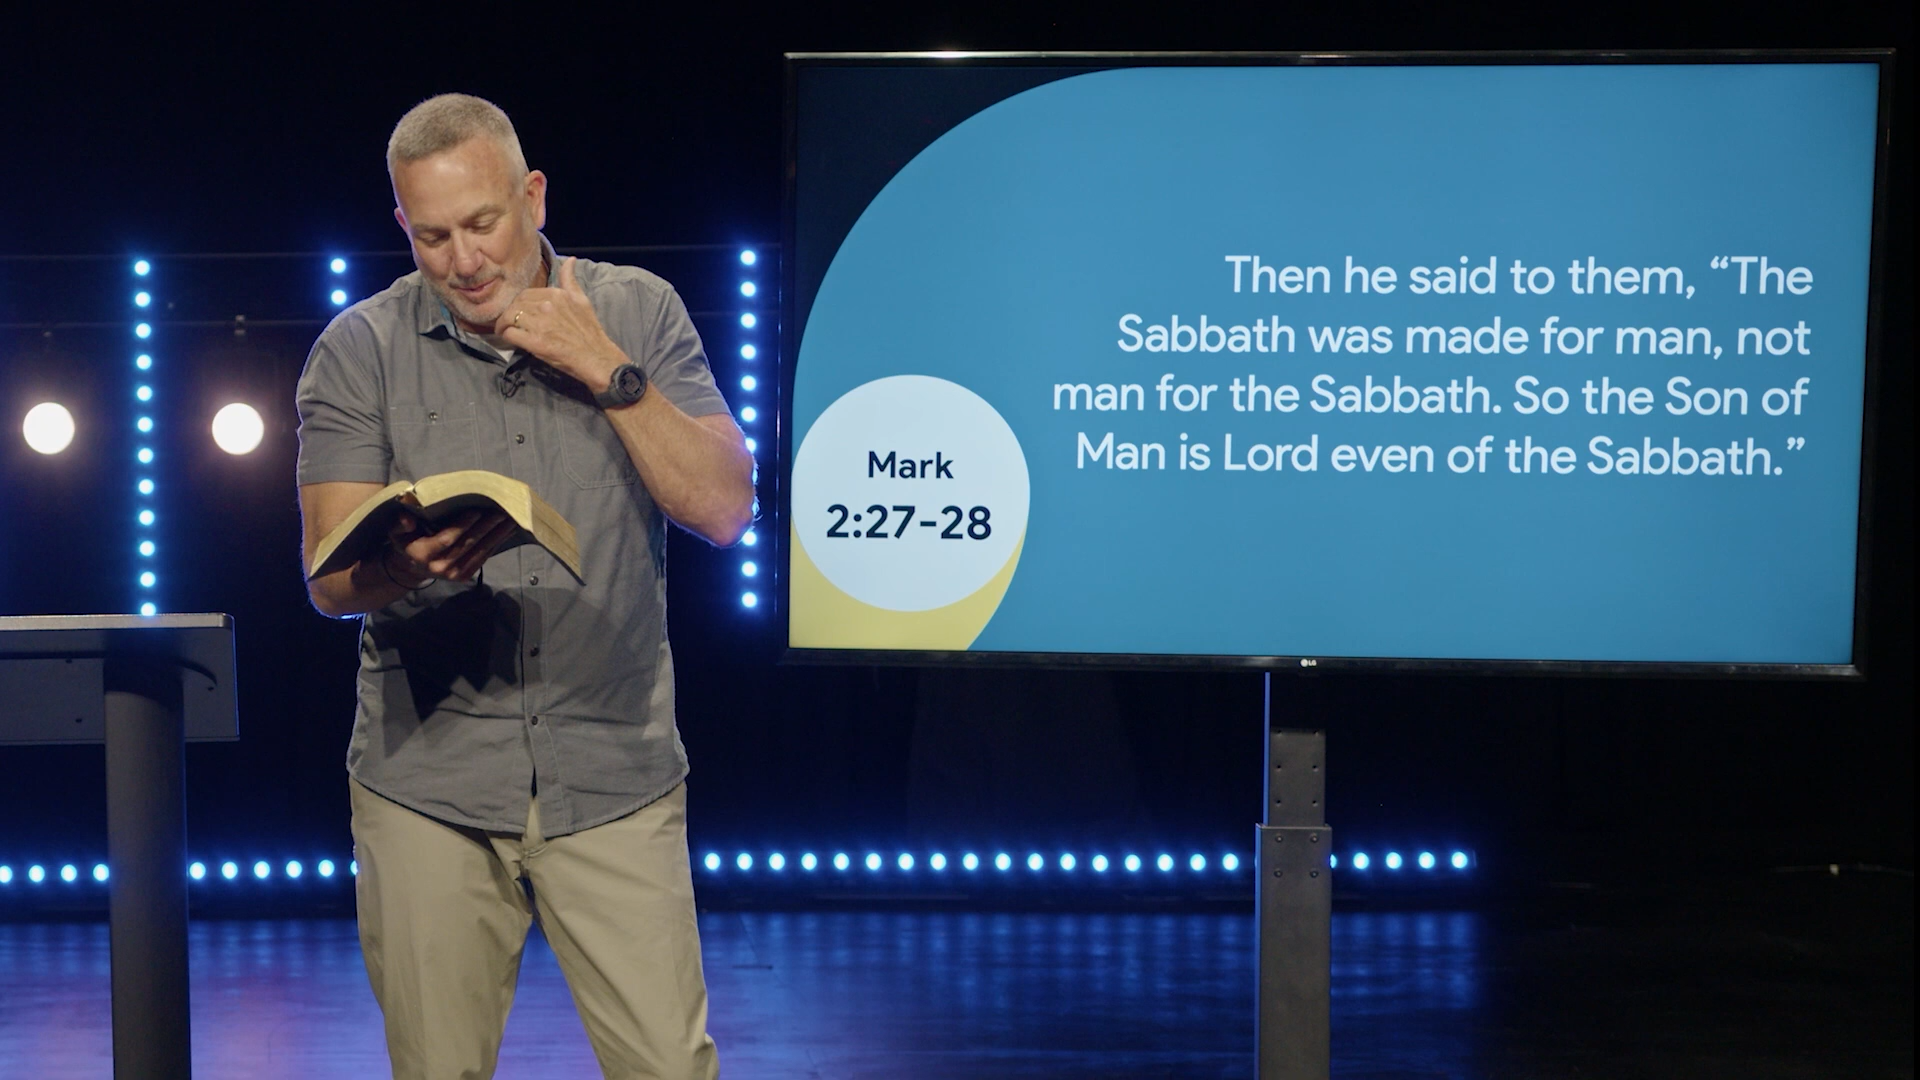 Then he said to them, “The
Sabbath was made for man, not
man for the Sabbath. So the Son of
Man is Lord even of the Sabbath.”
Mark
2:27-28
LG